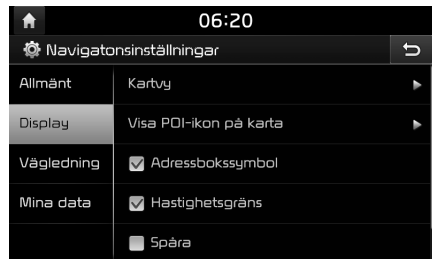 06:20
Navigatonsinställningar
Allmänt
Kartvy
Display
Visa POI-ikon på karta
Vägledning
Adressbokssymbol
Mina data
Hastighetsgräns
Spåra